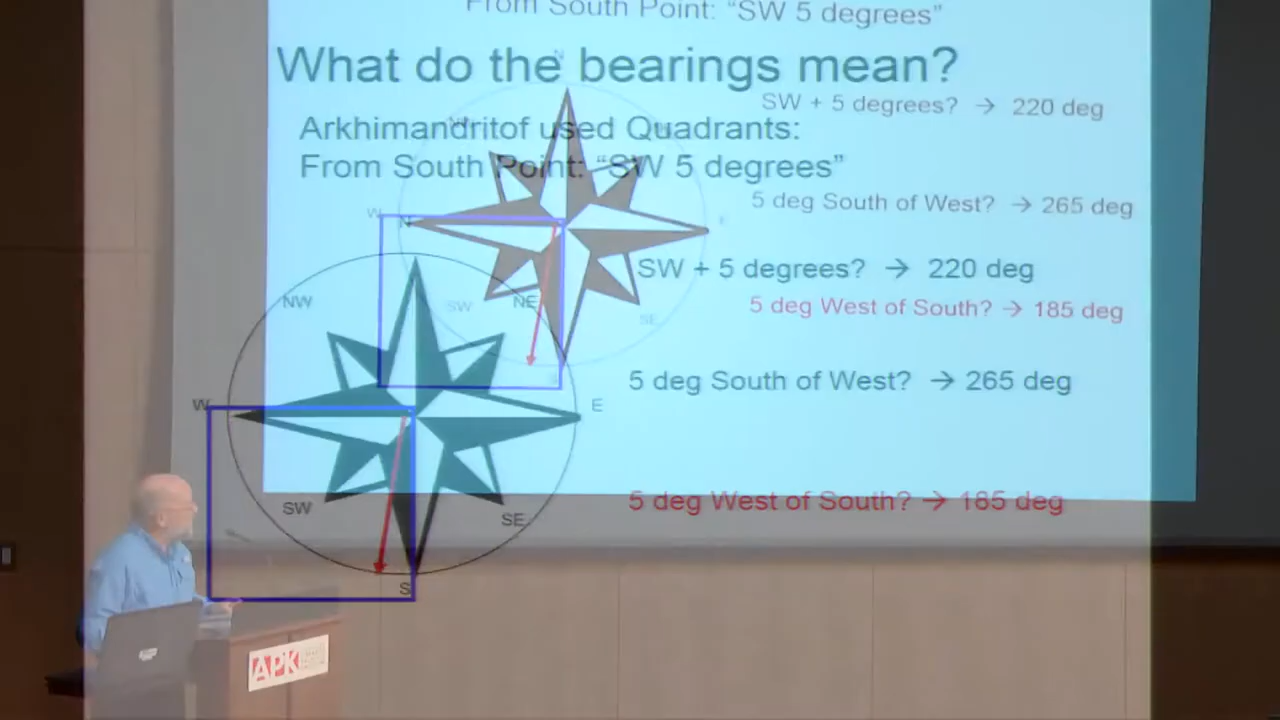 From South Point: “SW 5 degrees”
What do the bearings mean?
N
SW + 5 degrees? → 220 deg
Arkhimandritof used Quadrants:
From South Point: “SW 5 degrees”
5 deg South of West? → 265 deg
W
N
SW + 5 degrees? → 220 deg
NW
SW
NE
5 deg West of South? → 185 deg
SE
5 deg South of West? → 265 deg
W
E
5 deg West of South? → 185 deg
SW
SE
S
APK